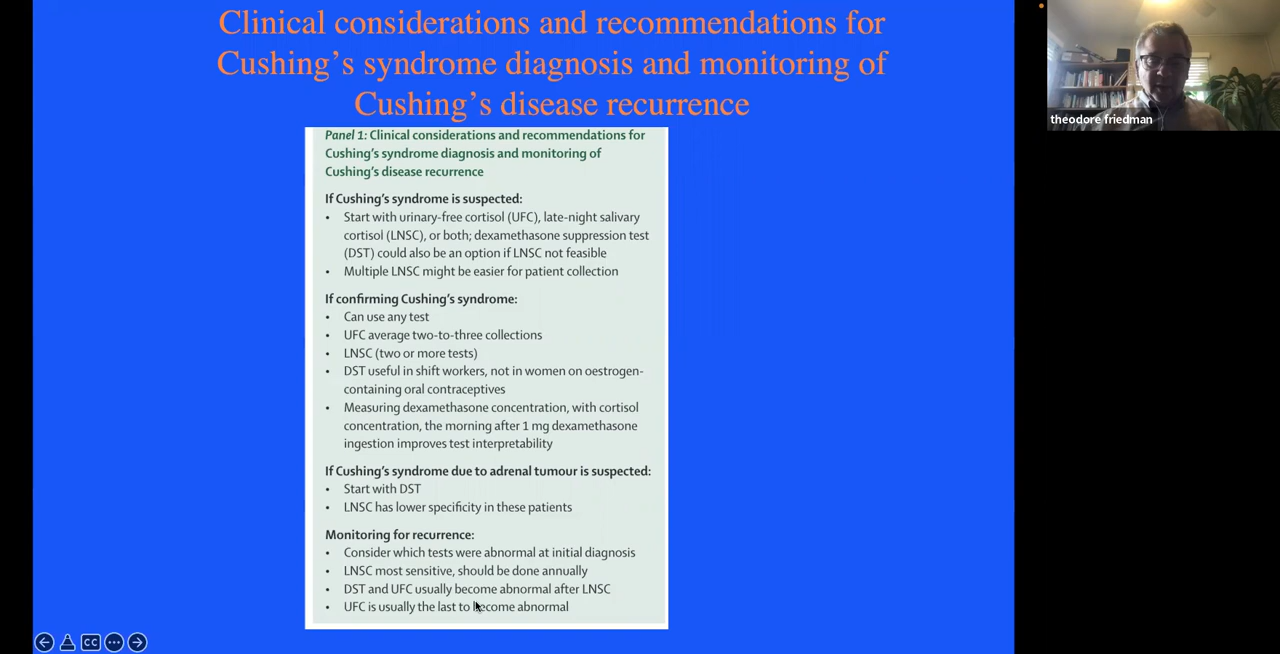 Clinical considerations and recommendations for
Cushing’s syndrome diagnosis and monitoring of
Cushing’s disease recurrence
Panel 1: Clinical considerations and recommendations for
Cushing’s syndrome diagnosis and monitoring of
Cushing’s disease recurrence
If Cushing’s syndrome is suspected:
• Start with urinary-free cortisol (UFC), late-night salivary
cortisol (LNSC), or both; dexamethasone suppression test
(DST) could also be an option if LNSC not feasible
• Multiple LNSC might be easier for patient collection
If confirming Cushing’s syndrome:
• Can use any test
• UFC average two-to-three collections
• LNSC (two or more tests)
• DST useful in shift workers, not in women on oestrogen-
containing oral contraceptives
• Measuring dexamethasone concentration, with cortisol
concentration, the morning after 1 mg dexamethasone
ingestion improves test interpretability
If Cushing’s syndrome due to adrenal tumour is suspected:
• Start with DST
• LNSC has lower specificity in these patients
Monitoring for recurrence:
• Consider which tests were abnormal at initial diagnosis
• LNSC most sensitive, should be done annually
• DST and UFC usually become abnormal after LNSC
• UFC is usually the last to become abnormal
theodore friedman
CC